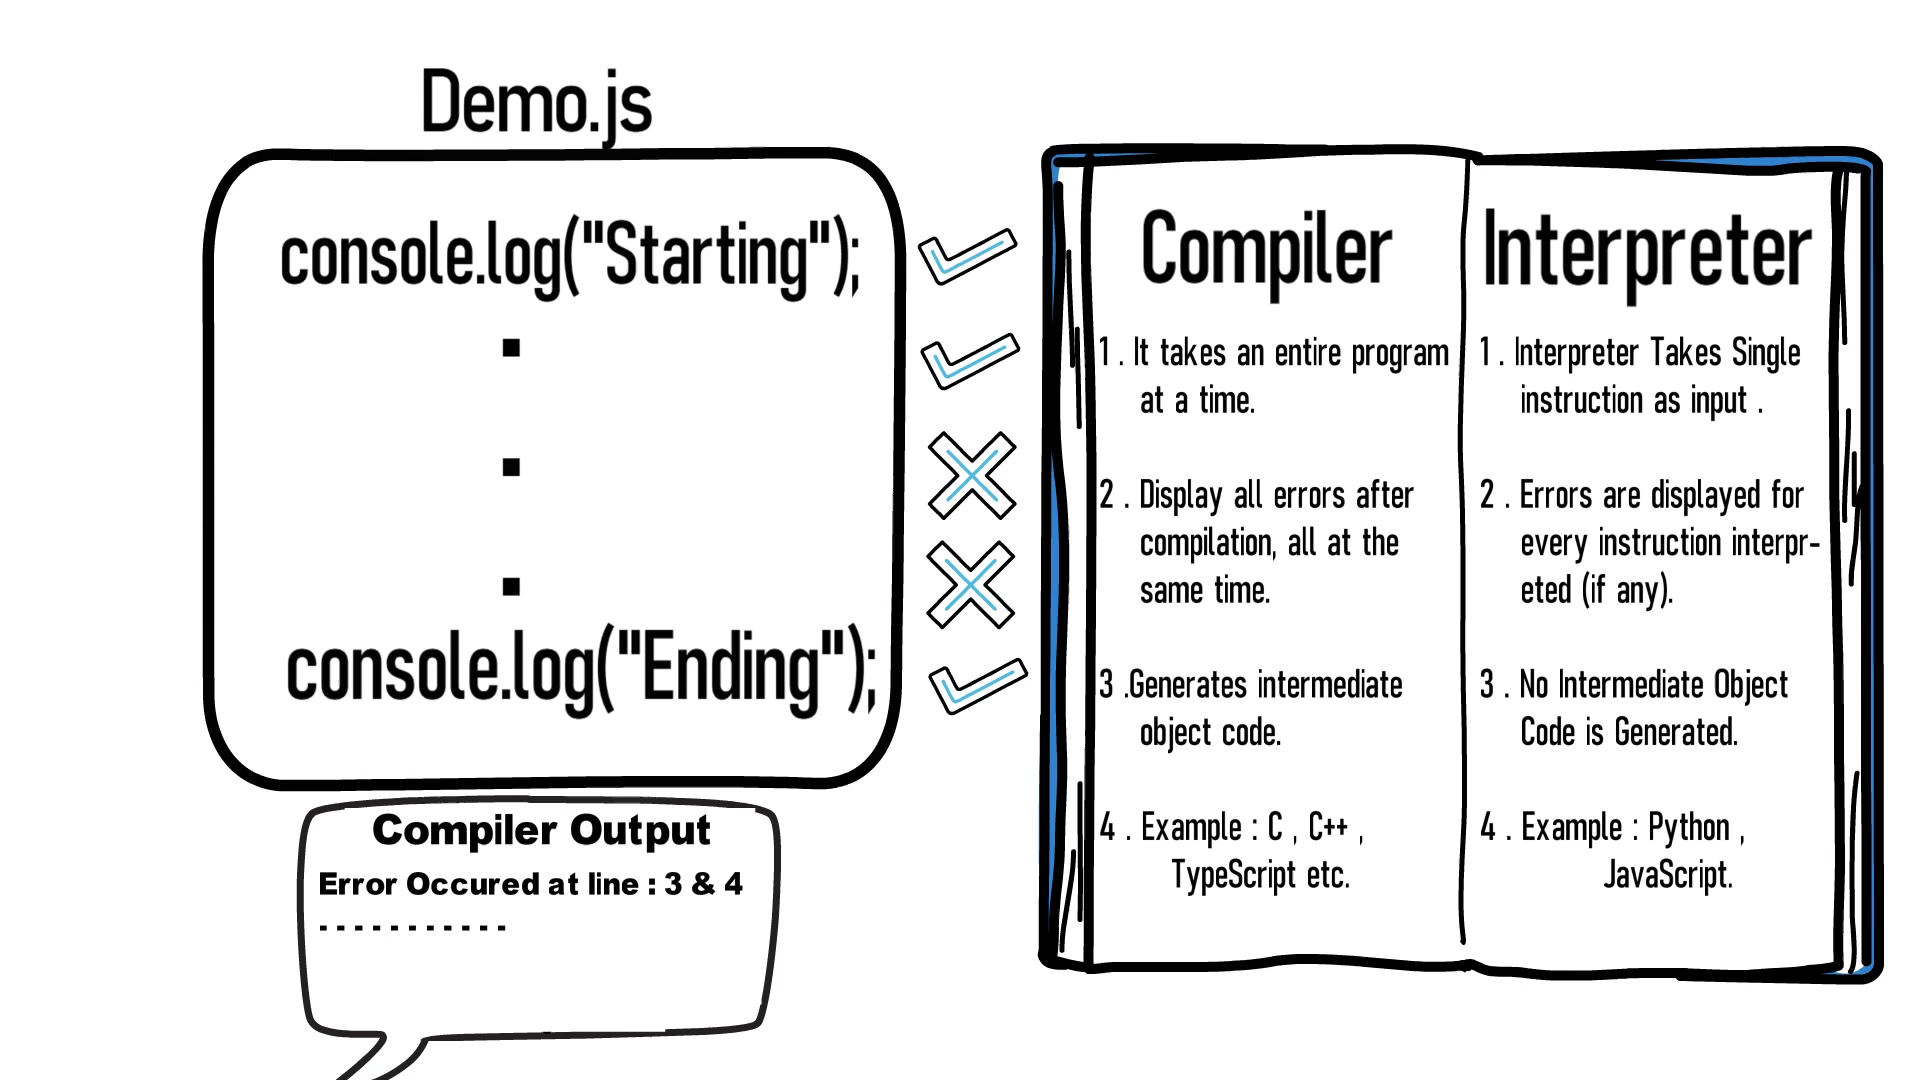 Demo.js
console.log("Starting");
.
.
.
console.log("Ending");
Compiler Output
Error Occured at line : 3 & 4
- - - - - - - - - - -
Compiler
1 . It takes an entire program
at a time.
2 . Display all errors after
compilation, all at the
same time.
3 .Generates intermediate
object code.
4 . Example : C , C++ ,
TypeScript etc.
Interpreter
1 . Interpreter Takes Single
instruction as input .
2 . Errors are displayed for
every instruction interpr-
eted (if any).
3 . No Intermediate Object
Code is Generated.
4 . Example : Python ,
JavaScript.